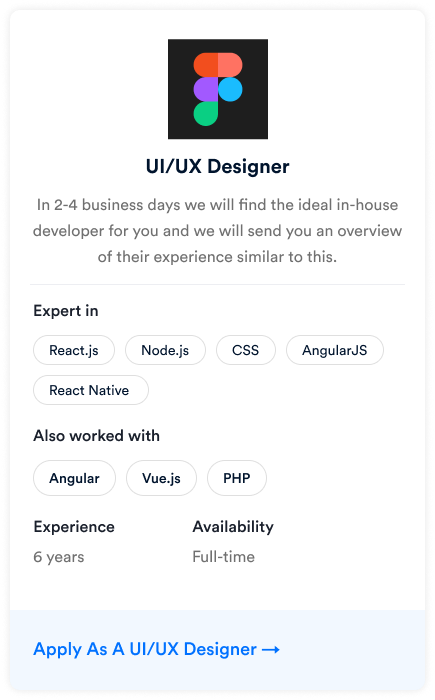 UI/UX Designer
In 2-4 business days we will find the ideal in-house
developer for you and we will send you an overview
of their experience similar to this.
Expert in
React.js Node.js CSS AngularJS
React Native
Also worked with
Angular Vue.js PHP
Experience Availability
6 years Full-time
Apply As A UI/UX Designer →